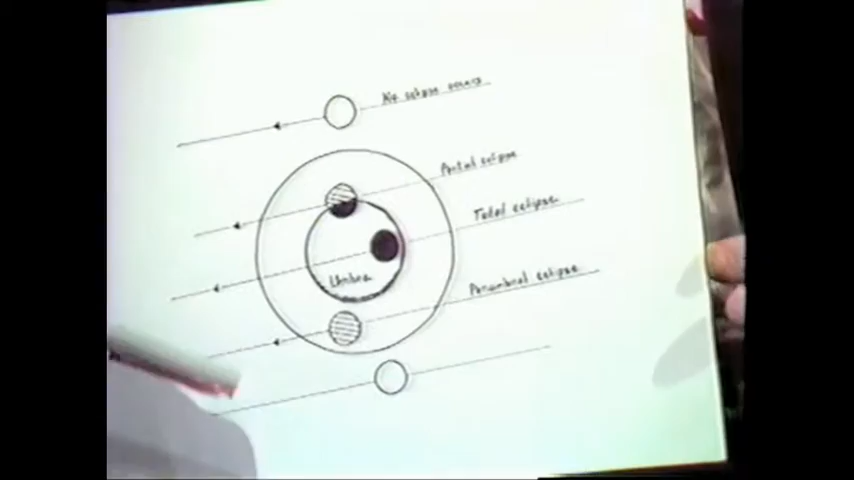 No eclipse occurs
Partial eclipse
Total eclipse
Umbra
Penumbral eclipse